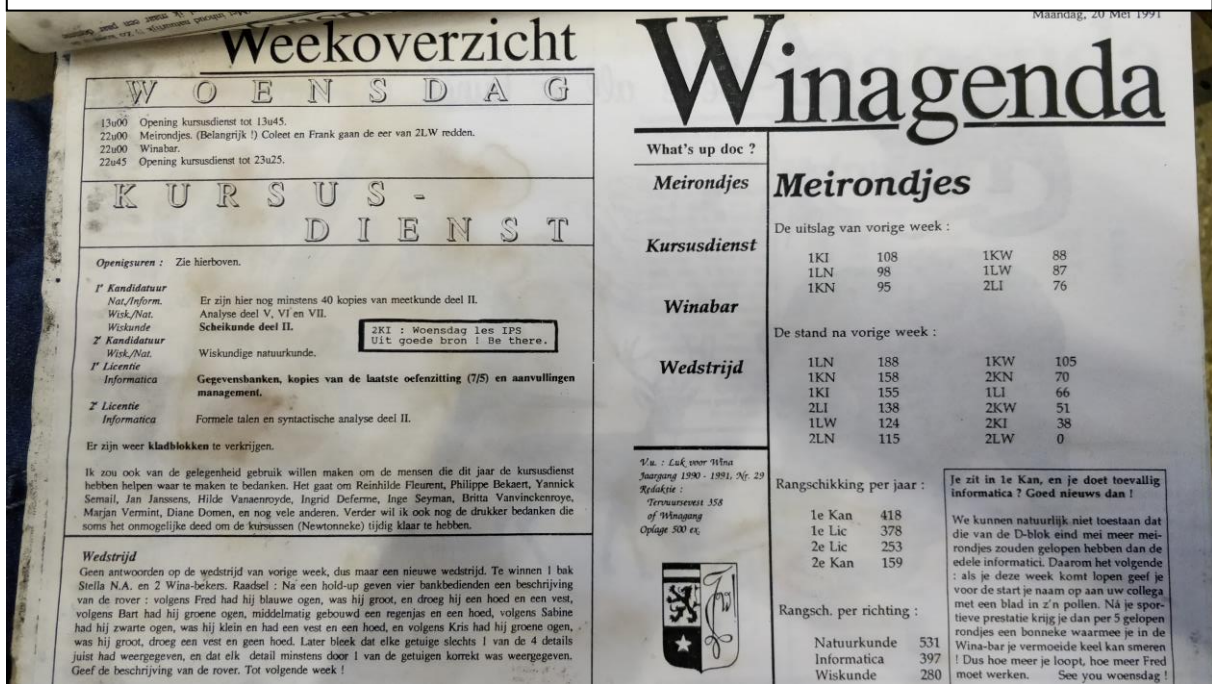 Weekoverzicht
WOENSDAG
13u00 Opening kursusdienst tot 13u45.
22u00 Meirondjes. (Belangrijk !) Coleet en Frank gaan de eer van 2LW redden.
22u00 Winabar.
22u45 Opening kursusdienst tot 23u25.
KURSUS-
DIENST
Openigsuren : Zie hierboven.
1e Kandidatuur
Nat./Inform. Er zijn hier nog minstens 40 kopies van meetkunde deel II.
Wisk./Nat. Analyse deel V, VI en VII.
Wiskunde Scheikunde deel II.
2e Kandidatuur
Wisk./Nat. Wiskundige natuurkunde.
2KI : Woensdag les IPS
Uit goede bron ! Be there.
1e Licentie
Informatica Gegevensbanken, kopies van de laatste oefenzitting (7/5) en aanvullingen
management.
2e Licentie
Informatica Formele talen en syntactische analyse deel II.
Er zijn weer kladblokken te verkrijgen.
Ik zou ook van de gelegenheid gebruik willen maken om de mensen die dit jaar de kursusdienst
hebben helpen waar te maken te bedanken. Het gaat om Reinhilde Fleurent, Philippe Bekaert, Yannick
Semail, Jan Janssens, Hilde Vanaenroyde, Ingrid Deferme, Inge Seyman, Britta Vanvinckenroye,
Marjan Vermint, Diane Domen, en nog vele anderen. Verder wil ik ook nog de drukker bedanken die
soms het onmogelijke deed om de kursussen (Newtonneke) tijdig klaar te hebben.
Wedstrijd
Geen antwoorden op de wedstrijd van vorige week, dus maar een nieuwe wedstrijd. Te winnen 1 bak
Stella N.A. en 2 Wina-bekers. Raadsel : Na een hold-up geven vier bankbedienden een beschrijving
van de rover : volgens Fred had hij blauwe ogen, was hij groot, en droeg hij een hoed en een vest,
volgens Bart had hij groene ogen, middelmatig gebouwd een regenjas en een hoed, volgens Sabine
had hij zwarte ogen, was hij klein en had een vest en een hoed, en volgens Kris had hij groene ogen,
was hij groot, droeg een vest en geen hoed. Later bleek dat elke getuige slechts 1 van de 4 details
juist had weergegeven, en dat elk detail minstens door 1 van de getuigen korrekt was weergegeven.
Geef de beschrijving van de rover. Tot volgende week !
Maandag, 20 Mei 1991
Winagenda
What's up doc ?
Meirondjes
Kursusdienst
Winabar
Wedstrijd
V.u. : Luk voor Wina
Jaargang 1990 - 1991, Nr. 29
Redaktie :
Tervuursevest 358
of Winagang
Oplage 500 ex.
Meirondjes
De uitslag van vorige week :
1KI 108 1KW 88
1LN 98 1LW 87
1KN 95 2LI 76
De stand na vorige week :
1LN 188 1KW 105
1KN 158 2KN 70
1KI 155 1LI 66
2LI 138 2KW 51
1LW 124 2KI 38
2LN 115 2LW 0
Rangschikking per jaar :
1e Kan 418
1e Lic 378
2e Lic 253
2e Kan 159
Rangsch. per richting :
Natuurkunde 531
Informatica 397
Wiskunde 280
Je zit in 1e Kan, en je doet toevallig
informatica ? Goed nieuws dan !
We kunnen natuurlijk niet toestaan dat
die van de D-blok eind mei meer mei-
rondjes zouden gelopen hebben dan de
edele informatici. Daarom het volgende
: als je deze week komt lopen geef je
voor de start je naam op aan uw collega
met een blad in z'n pollen. Ná je spor-
tieve prestatie krijg je dan per 5 gelopen
rondjes een bonneke waarmee je in de
Wina-bar je vermoeide keel kan smeren
! Dus hoe meer je loopt, hoe meer Fred
moet werken. See you woensdag !